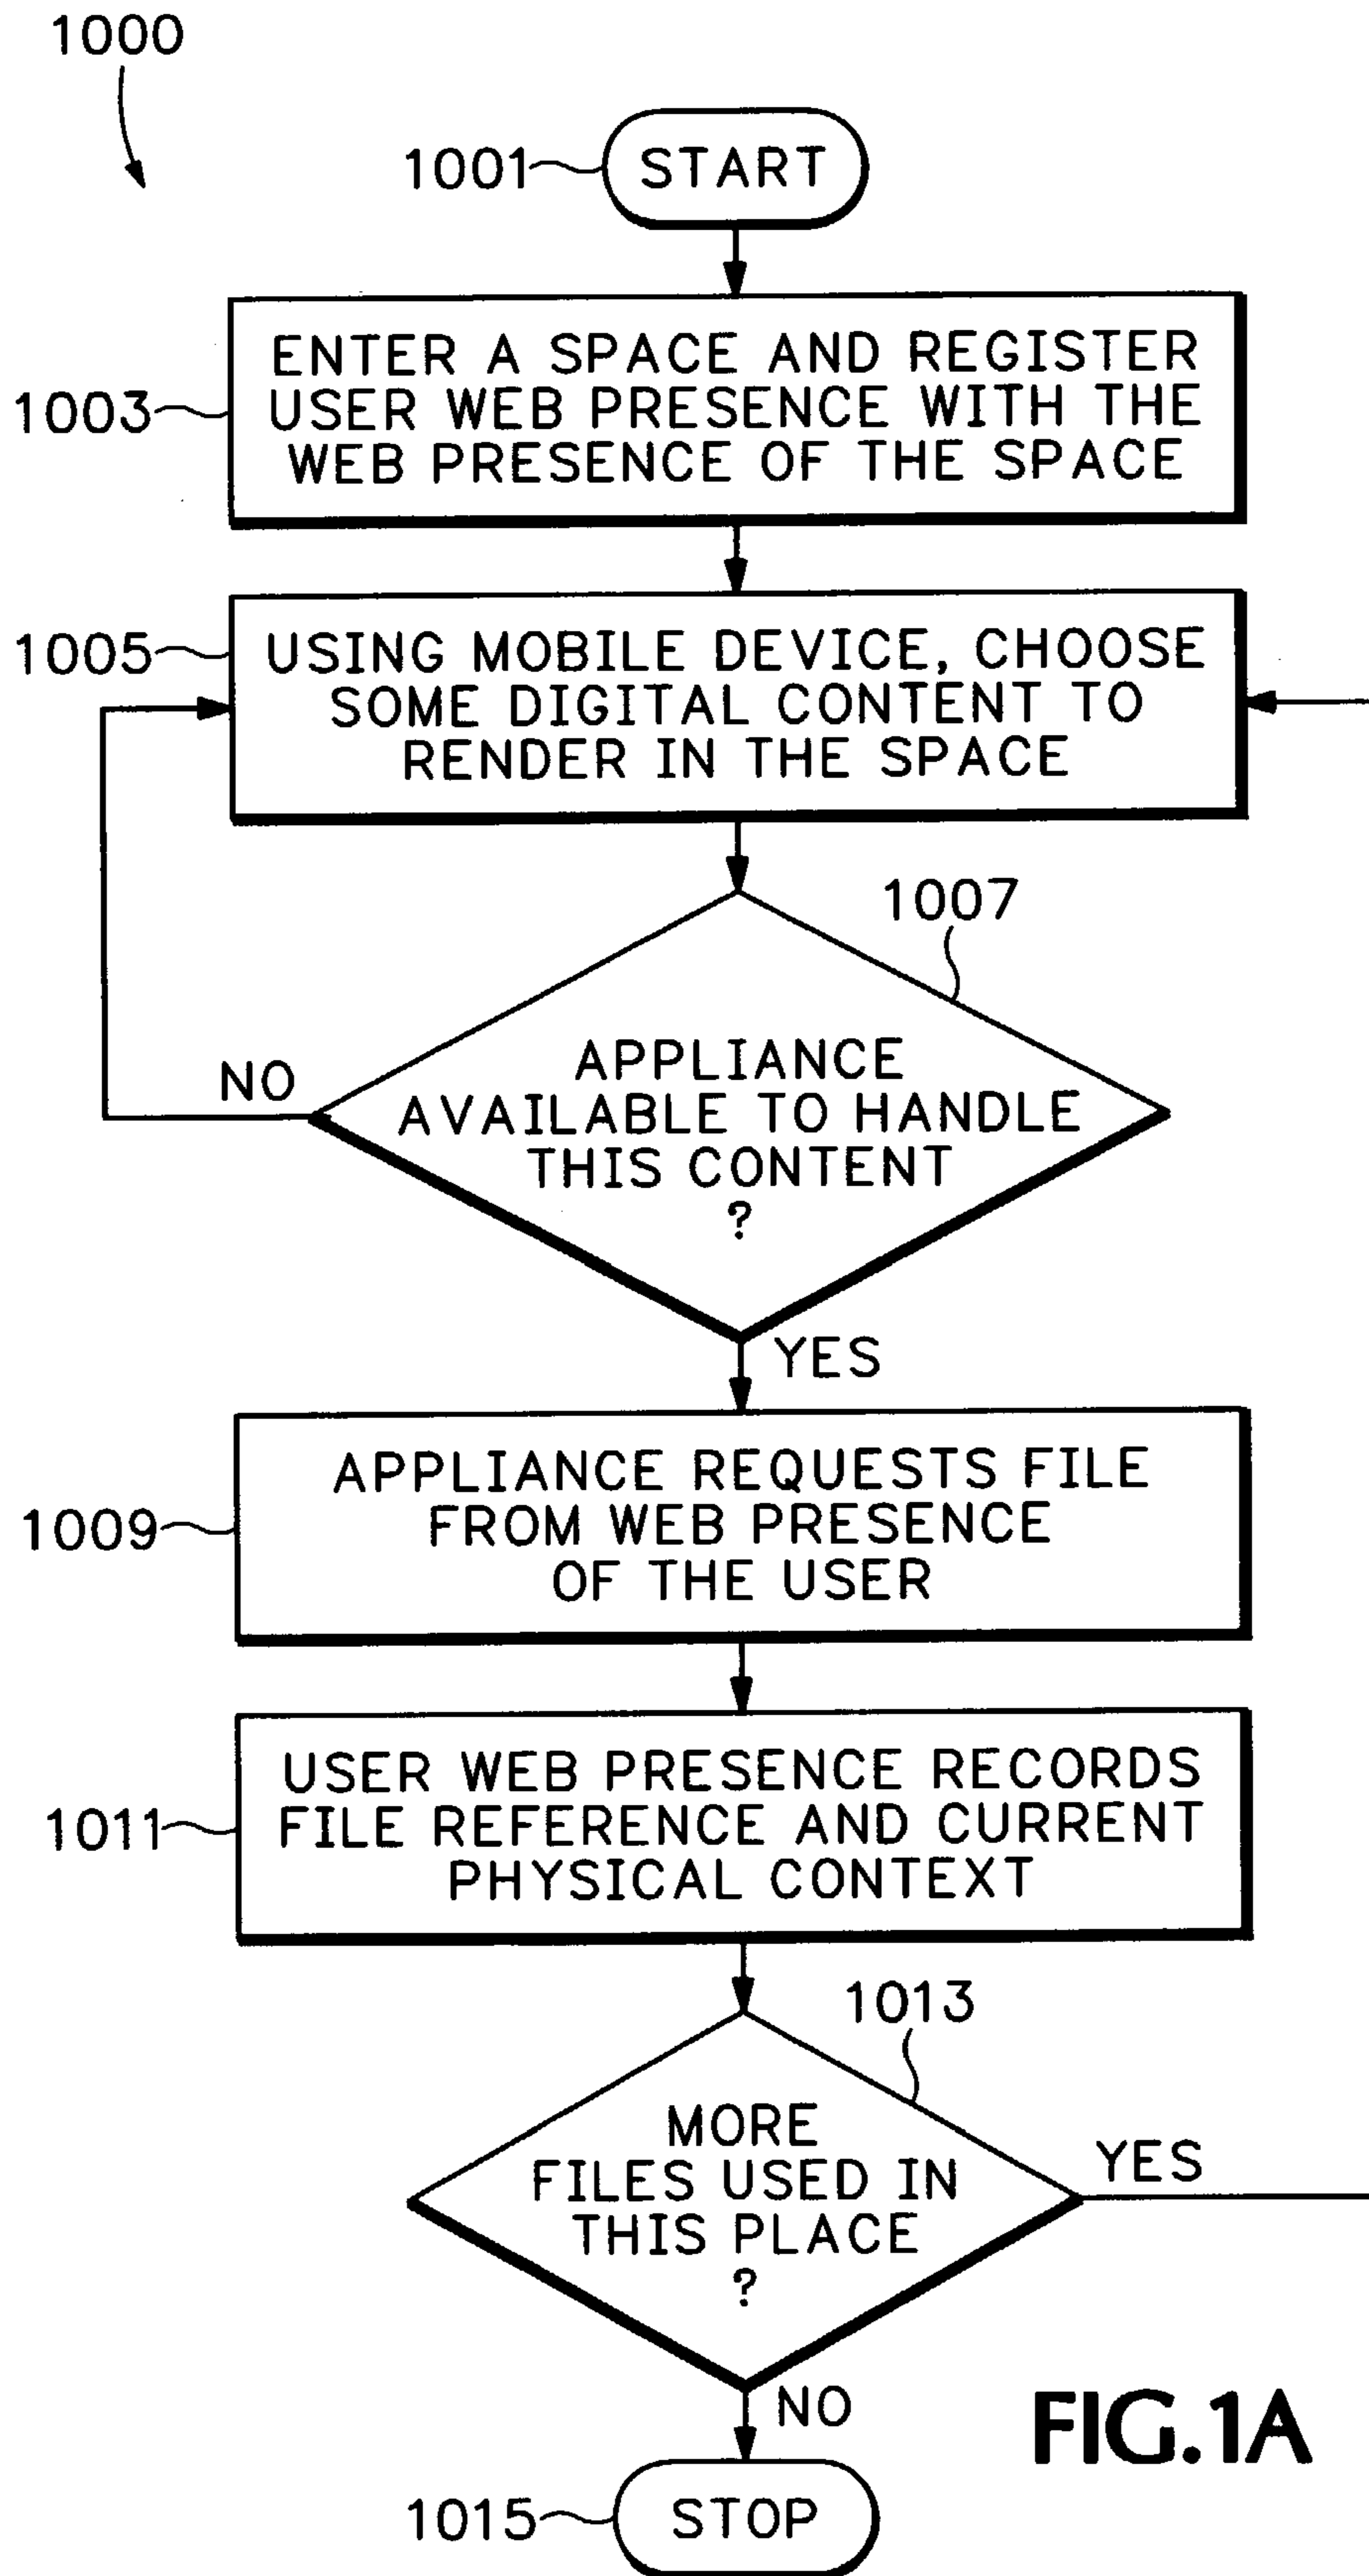 1000
1001
START
1003
ENTER A SPACE AND REGISTER
USER WEB PRESENCE WITH THE
WEB PRESENCE OF THE SPACE
1005
USING MOBILE DEVICE, CHOOSE
SOME DIGITAL CONTENT TO
RENDER IN THE SPACE
1007
APPLIANCE
AVAILABLE TO HANDLE
THIS CONTENT
?
NO
YES
1009
APPLIANCE REQUESTS FILE
FROM WEB PRESENCE
OF THE USER
1011
USER WEB PRESENCE RECORDS
FILE REFERENCE AND CURRENT
PHYSICAL CONTEXT
1013
MORE
FILES USED IN
THIS PLACE
?
YES
NO
FIG.1A
1015
STOP